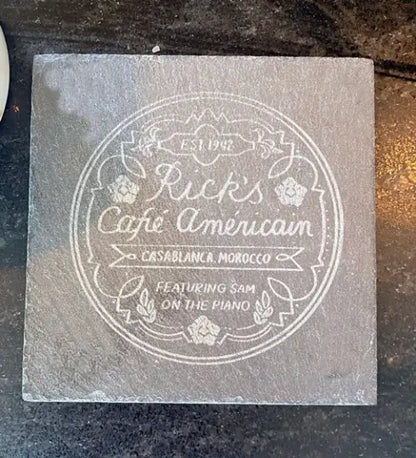 EST. 1942
Rick's
Café Américain
CASABLANCA, MOROCCO
FEATURING SAM
ON THE PIANO